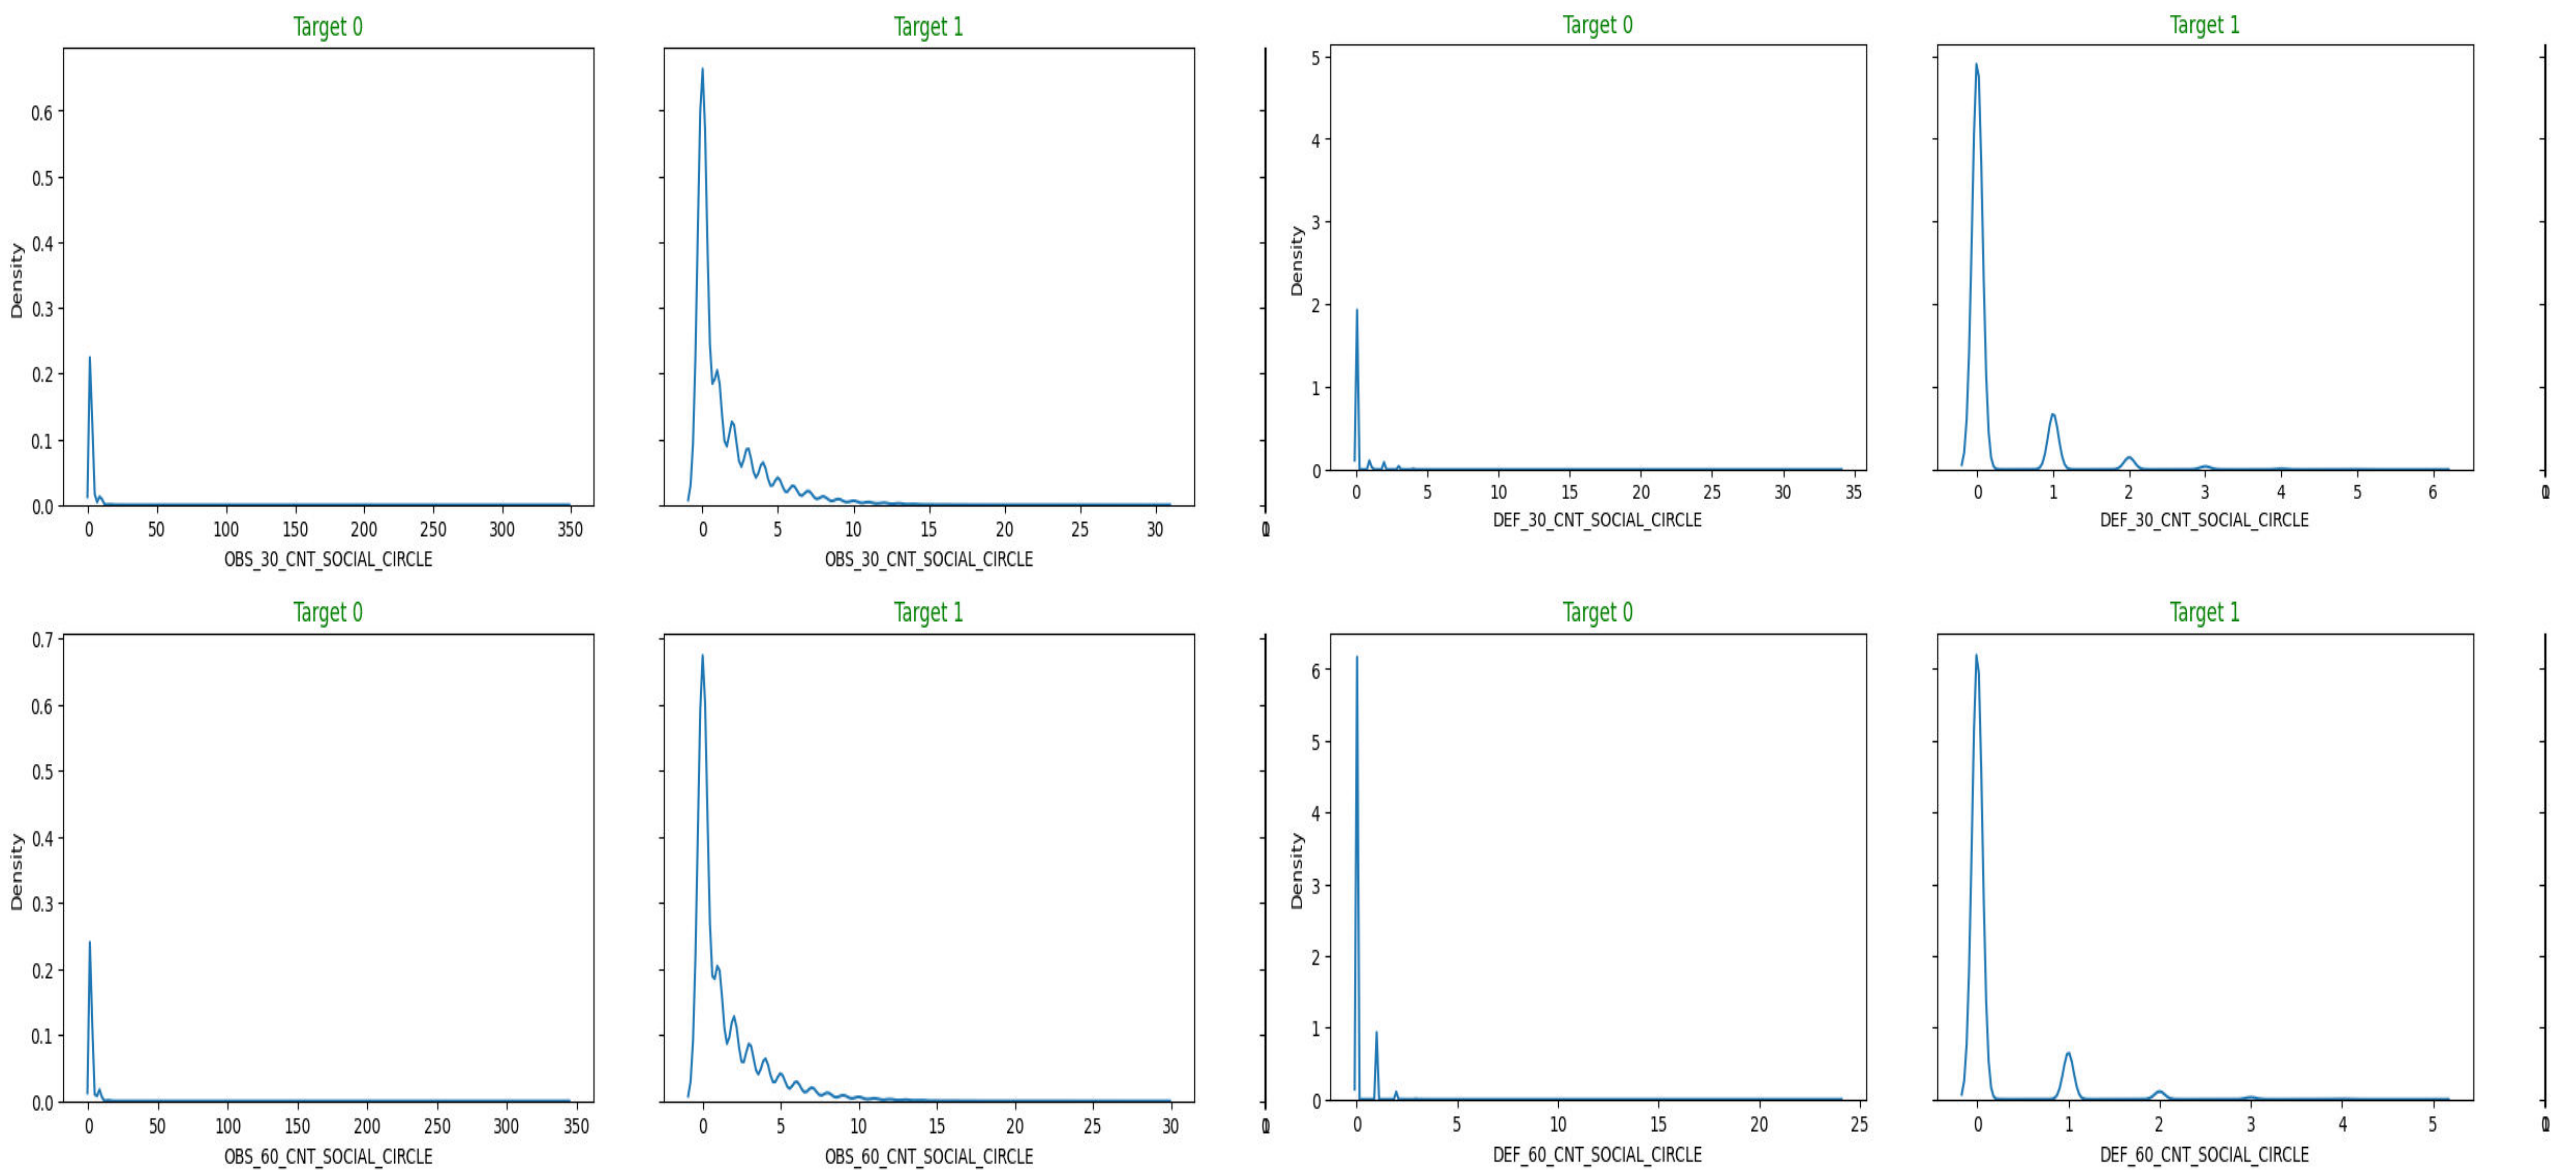 Target 0
Target 1
Target 0
Target 1
Density
0.6
0.5
0.4
0.3
0.2
0.1
0.0
0 50 100 150 200 250 300 350
OBS_30_CNT_SOCIAL_CIRCLE
0 5 10 15 20 25 30
OBS_30_CNT_SOCIAL_CIRCLE
Density
5
4
3
2
1
0
0 5 10 15 20 25 30 35
DEF_30_CNT_SOCIAL_CIRCLE
0 1 2 3 4 5 6
DEF_30_CNT_SOCIAL_CIRCLE
Target 0
Target 1
Target 0
Target 1
Density
0.7
0.6
0.5
0.4
0.3
0.2
0.1
0.0
0 50 100 150 200 250 300 350
OBS_60_CNT_SOCIAL_CIRCLE
0 5 10 15 20 25 30
OBS_60_CNT_SOCIAL_CIRCLE
Density
6
5
4
3
2
1
0
0 5 10 15 20 25
DEF_60_CNT_SOCIAL_CIRCLE
0 1 2 3 4 5
DEF_60_CNT_SOCIAL_CIRCLE